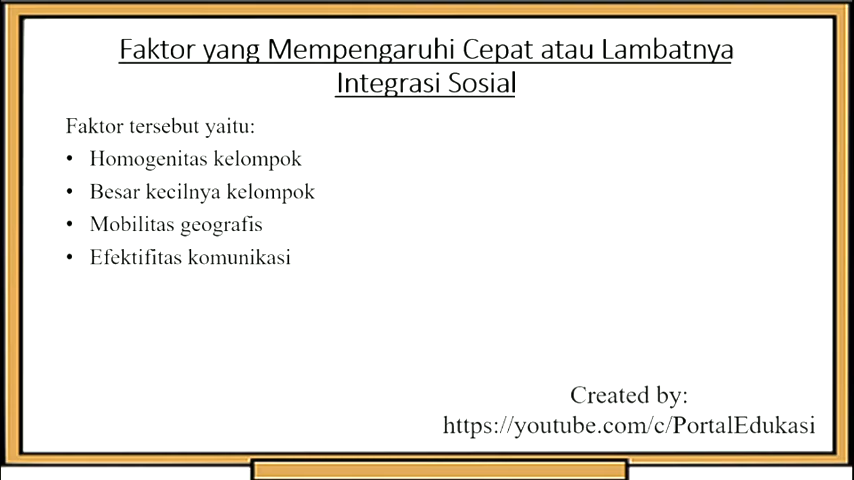 Faktor yang Mempengaruhi Cepat atau Lambatnya
Integrasi Sosial
Faktor tersebut yaitu:
• Homogenitas kelompok
• Besar kecilnya kelompok
• Mobilitas geografis
• Efektifitas komunikasi
Created by:
https://youtube.com/c/PortalEdukasi